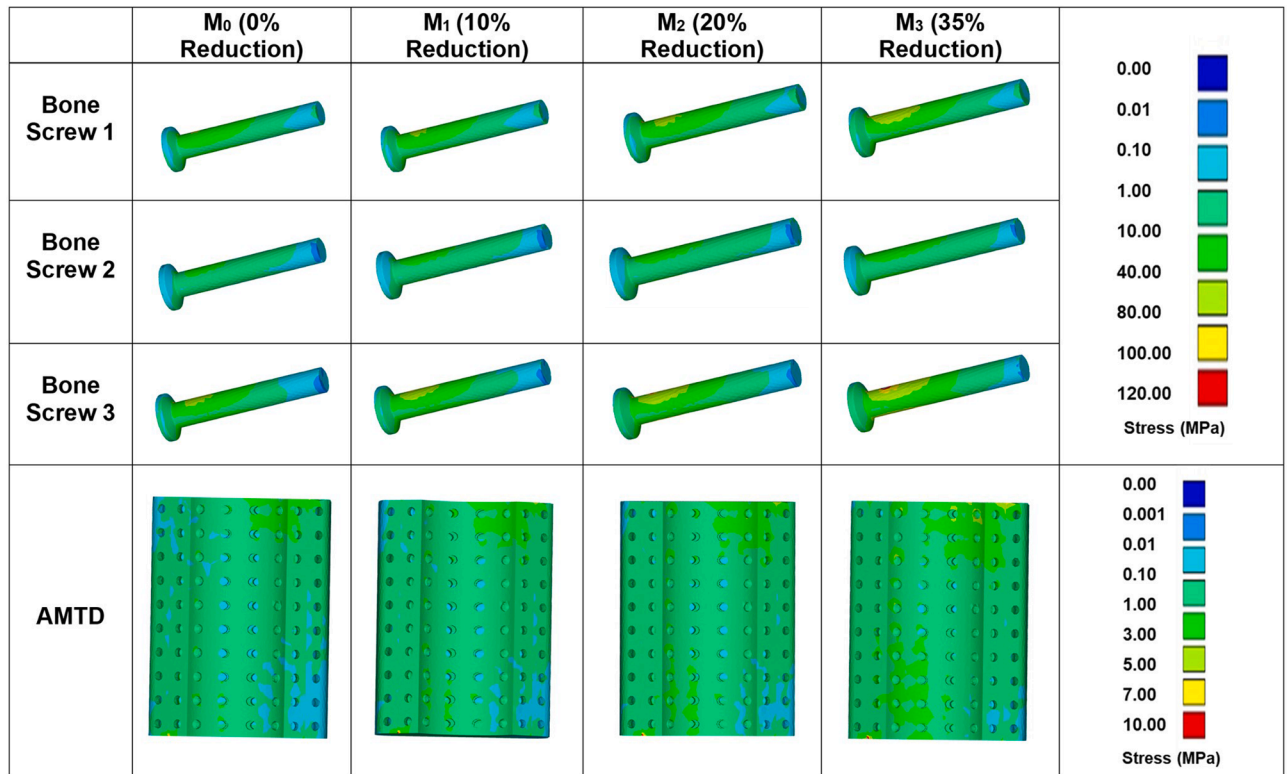 M₀ (0%
Reduction)
M₁ (10%
Reduction)
M₂ (20%
Reduction)
M₃ (35%
Reduction)
Bone
Screw 1
Bone
Screw 2
Bone
Screw 3
AMTD
0.00
0.01
0.10
1.00
10.00
40.00
80.00
100.00
120.00
Stress (MPa)
0.00
0.001
0.01
0.10
1.00
3.00
5.00
7.00
10.00
Stress (MPa)